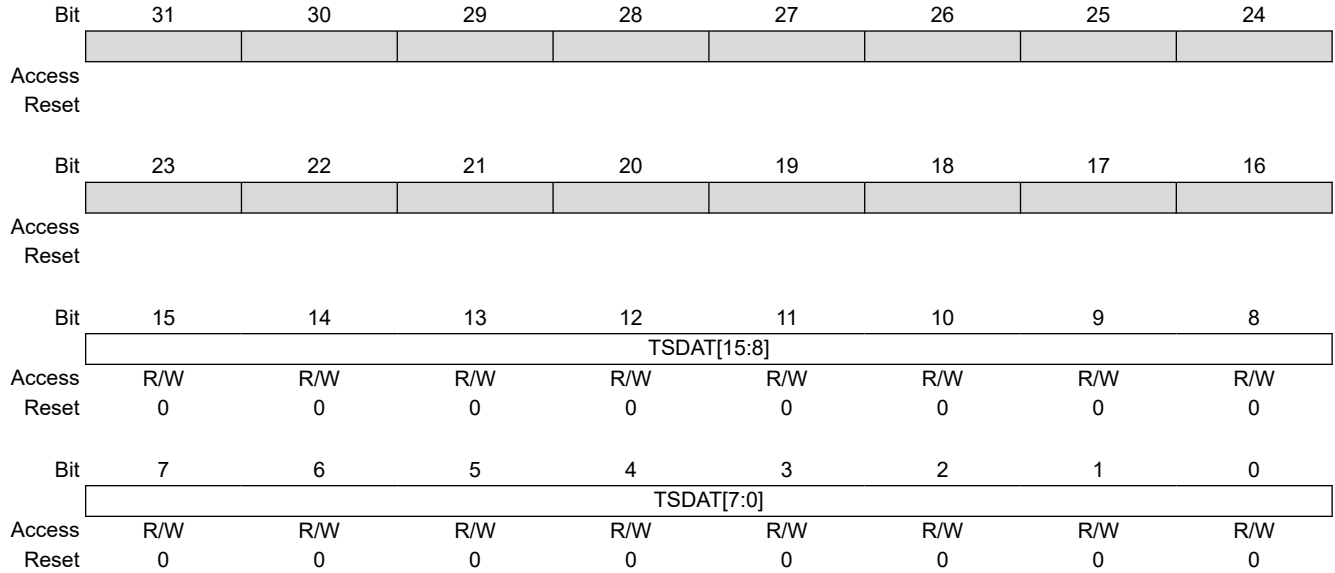 Bit 31 30 29 28 27 26 25 24
Access
Reset
Bit 23 22 21 20 19 18 17 16
Access
Reset
Bit 15 14 13 12 11 10 9 8
TSDAT[15:8]
Access R/W R/W R/W R/W R/W R/W R/W R/W
Reset 0 0 0 0 0 0 0 0
Bit 7 6 5 4 3 2 1 0
TSDAT[7:0]
Access R/W R/W R/W R/W R/W R/W R/W R/W
Reset 0 0 0 0 0 0 0 0